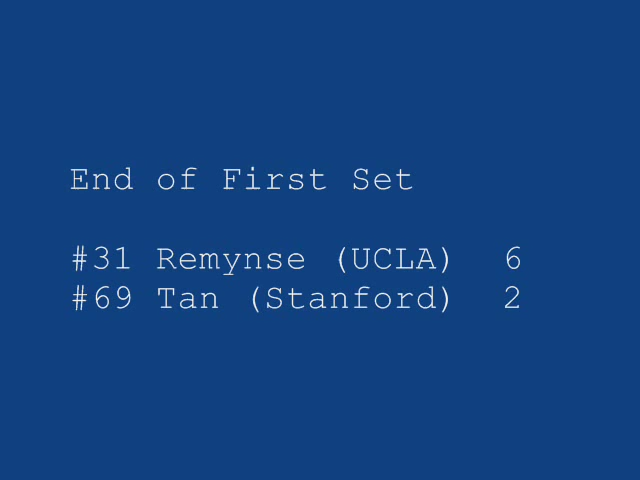 End of First Set
#31 Remynse (UCLA) 6
#69 Tan (Stanford) 2